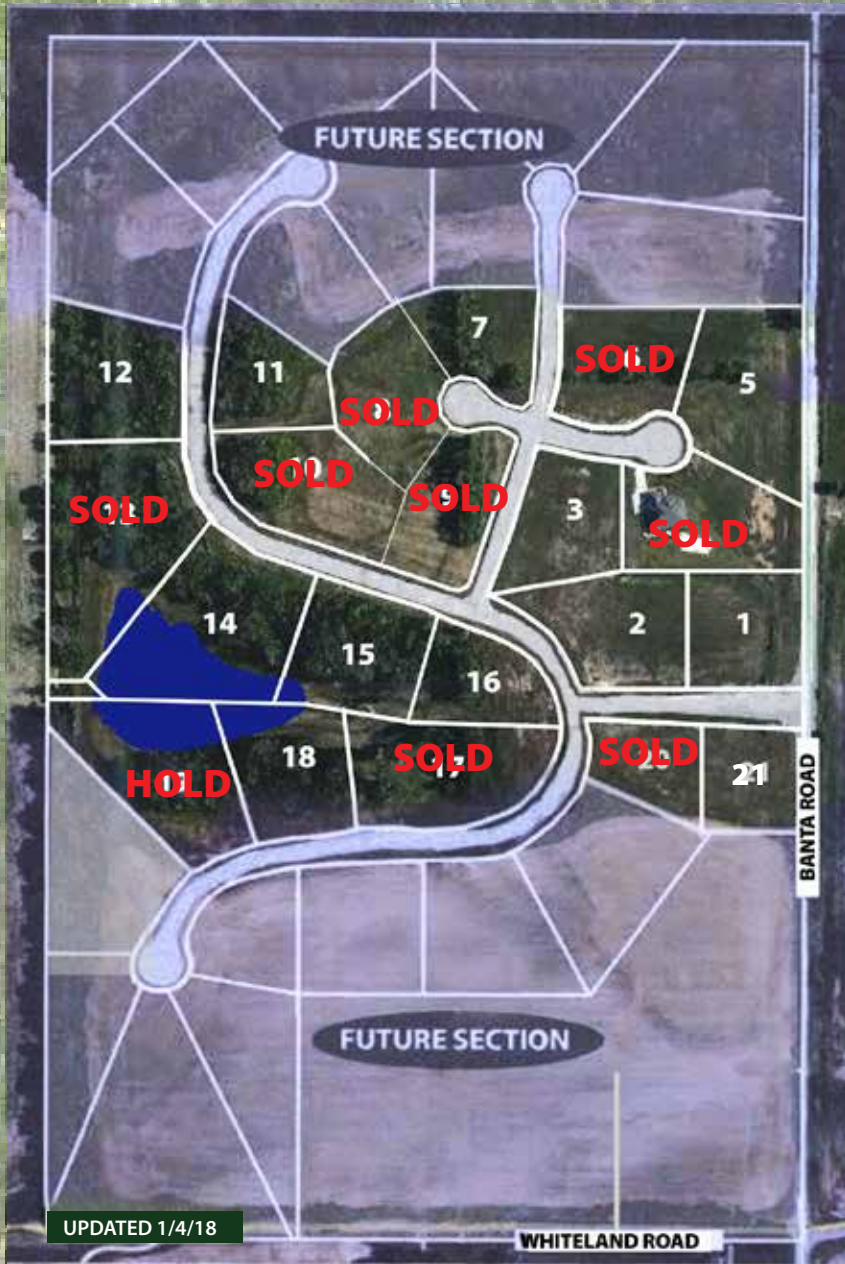 FUTURE SECTION
7
12
11
SOLD
5
SOLD
SOLD
SOLD
SOLD
3
SOLD
14
2
1
15
16
18
SOLD 17
SOLD
HOLD
21
BANTA ROAD
FUTURE SECTION
UPDATED 1/4/18
WHITELAND ROAD